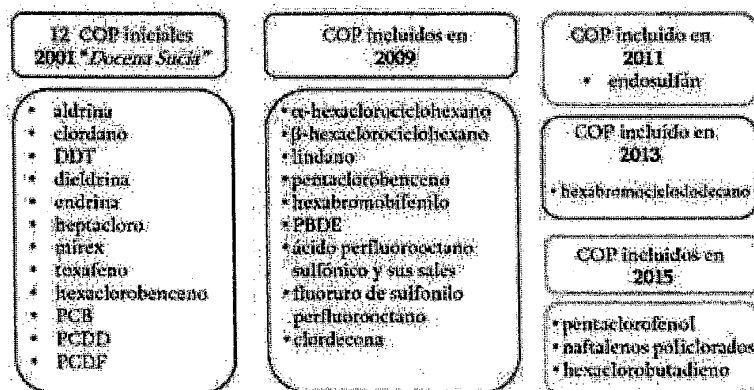 12 COP iniciales
2001 "Docena Sucia"
• aldrina
• clordano
• DDT
• dieldrina
• endrina
• heptacloro
• mirex
• toxafeno
• hexaclorobenceno
• PCB
• PCDD
• PCDF
COP incluidos en
2009
• α-hexaclorociclohexano
• β-hexaclorociclohexano
• lindano
• pentaclorobenceno
• hexabromobifenilo
• PBDE
• ácido perfluorooctano
sulfónico y sus sales
• fluoruro de sulfonilo
perfluorooctano
• clordecona
COP incluido en
2011
• endosulfán
COP incluido en
2013
• hexabromociclododecano
COP incluidos en
2015
• pentaclorofenol
• naftalenos policlorados
• hexaclorobutadieno